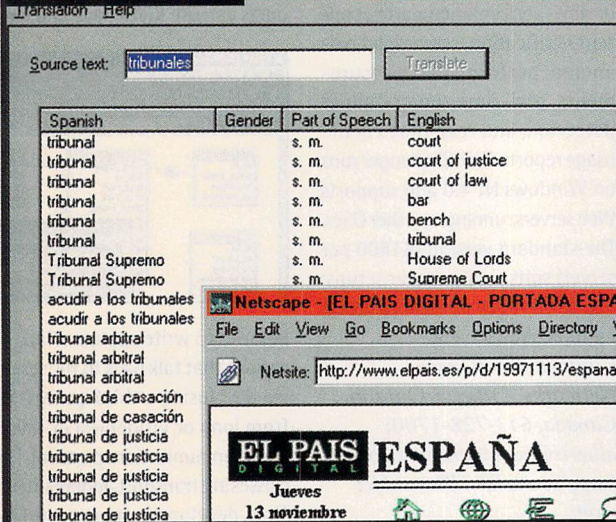 Translation Help
Source text: tribunales Translate
Spanish Gender Part of Speech English
tribunal s. m. court
tribunal s. m. court of justice
tribunal s. m. court of law
tribunal s. m. bar
tribunal s. m. bench
tribunal s. m. tribunal
Tribunal Supremo s. m. House of Lords
Tribunal Supremo s. m. Supreme Court
acudir a los tribunales
acudir a los tribunales
tribunal arbitral
tribunal arbitral
tribunal arbitral
tribunal de casación
tribunal de casación
tribunal de justicia
tribunal de justicia
tribunal de justicia
tribunal de justicia
tribunal de justicia
Netscape - [EL PAIS DIGITAL - PORTADA ESPA
File Edit View Go Bookmarks Options Directory
Netsite: http://www.elpais.es/p/d/19971113/espana
EL PAIS
DIGITAL
ESPAÑA
Jueves
13 noviembre